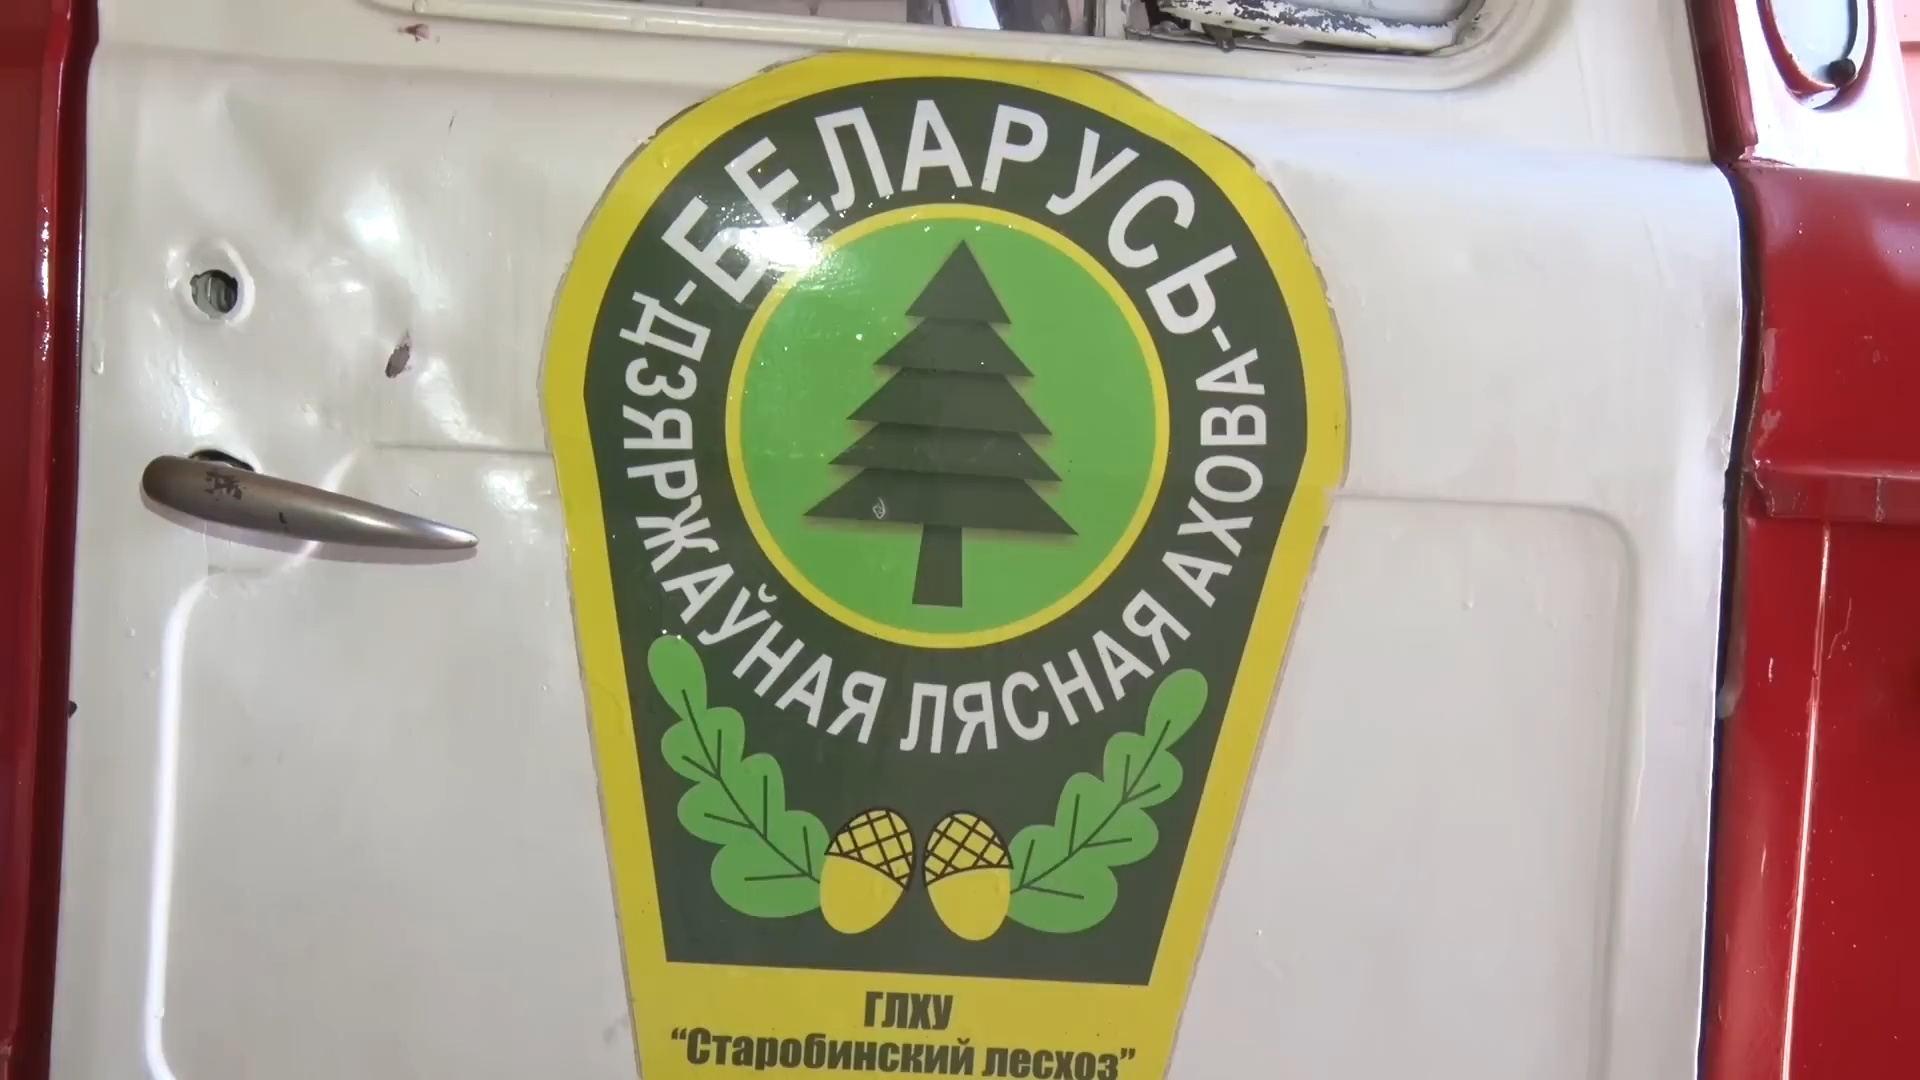 БЕЛАРУСЬ
-ДЗЯРЖАЎНАЯ ЛЯСНАЯ АХОВА-
ГЛХУ
“Старобинский лесхоз”